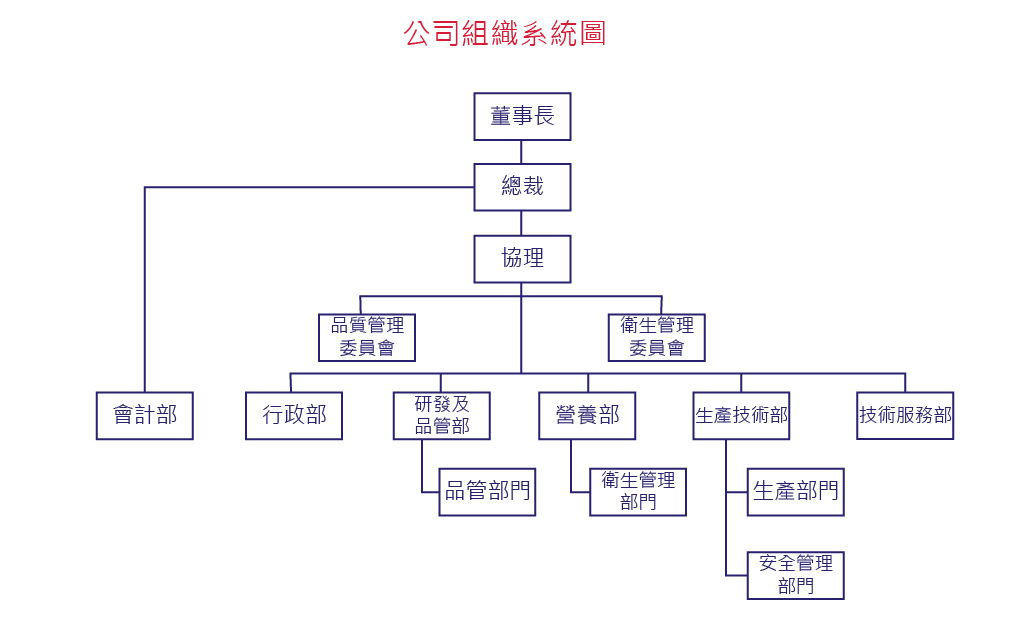 公司組織系統圖
董事長
總裁
協理
品質管理
委員會
衛生管理
委員會
會計部
行政部
研發及
品管部
營養部
生產技術部
技術服務部
品管部門
衛生管理
部門
生產部門
安全管理
部門